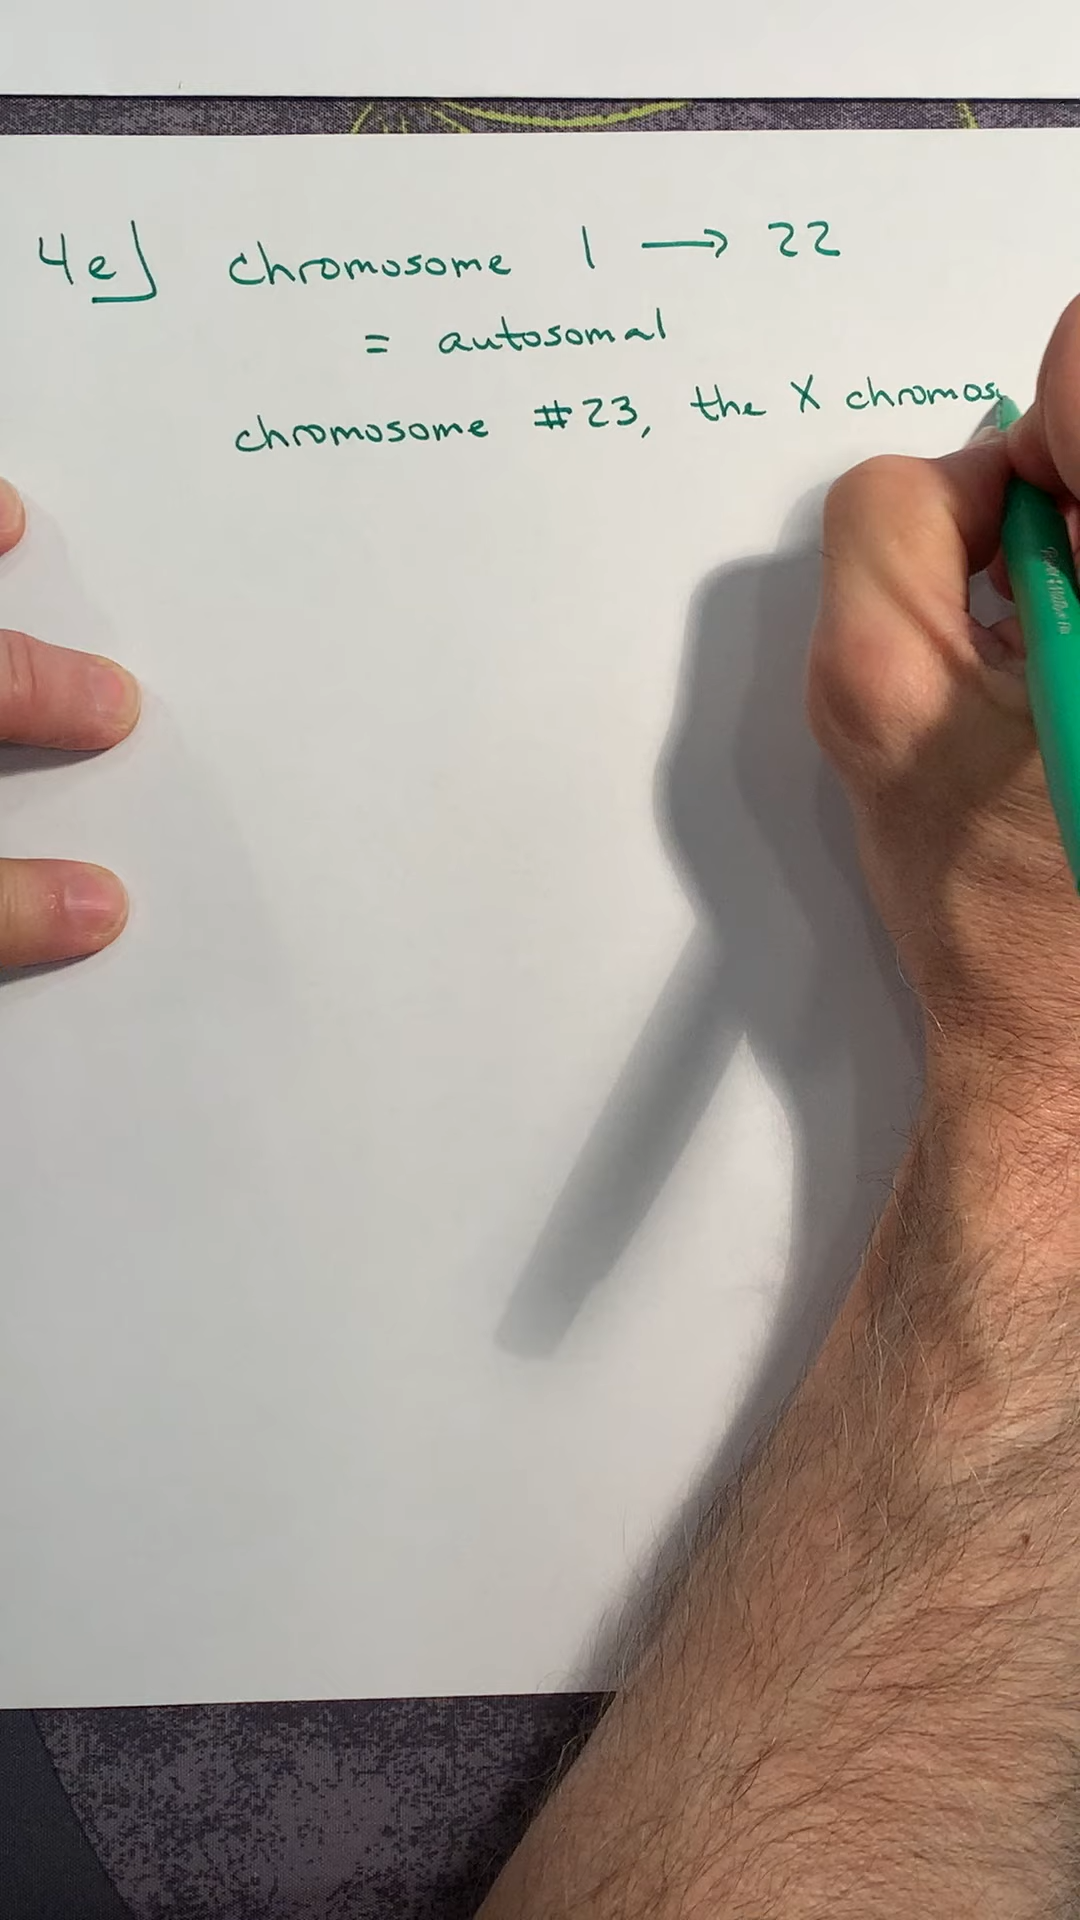 4e] chromosome 1 → 22
= autosomal
chromosome #23, the X chromos